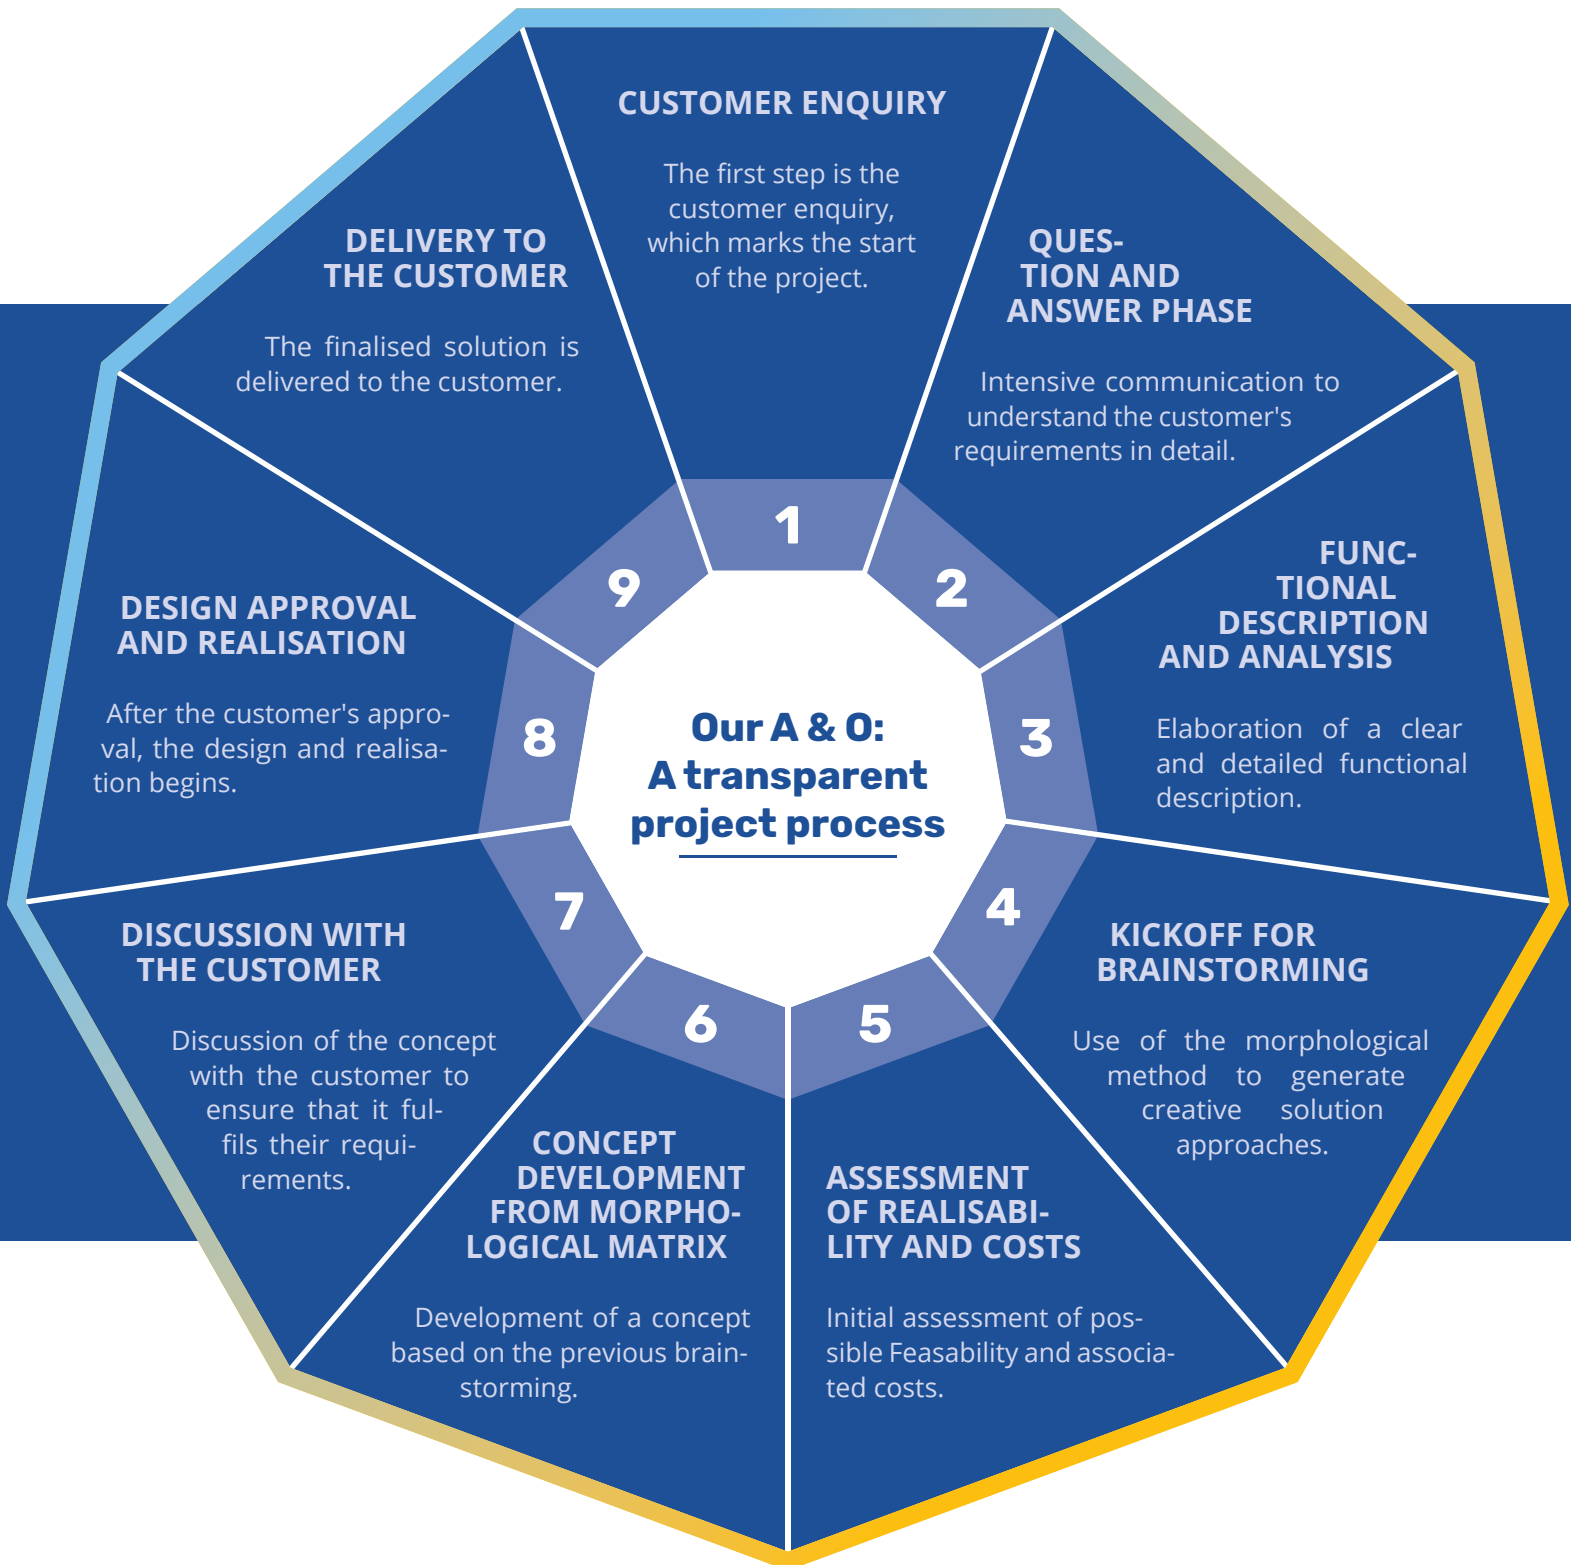 CUSTOMER ENQUIRY
The first step is the
customer enquiry,
which marks the start
of the project.
1
QUES-
TION AND
ANSWER PHASE
Intensive communication to
understand the customer's
requirements in detail.
2
FUNC-
TIONAL
DESCRIPTION
AND ANALYSIS
Elaboration of a clear
and detailed functional
description.
3
KICKOFF FOR
BRAINSTORMING
Use of the morphological
method to generate
creative solution
approaches.
4
ASSESSMENT
OF REALISABI-
LITY AND COSTS
Initial assessment of pos-
sible Feasability and associa-
ted costs.
5
CONCEPT
DEVELOPMENT
FROM MORPHO-
LOGICAL MATRIX
Development of a concept
based on the previous brain-
storming.
6
DISCUSSION WITH
THE CUSTOMER
Discussion of the concept
with the customer to
ensure that it ful-
fils their requi-
rements.
7
DESIGN APPROVAL
AND REALISATION
After the customer's appro-
val, the design and realisa-
tion begins.
8
DELIVERY TO
THE CUSTOMER
The finalised solution is
delivered to the customer.
9
Our A & O:
A transparent
project process